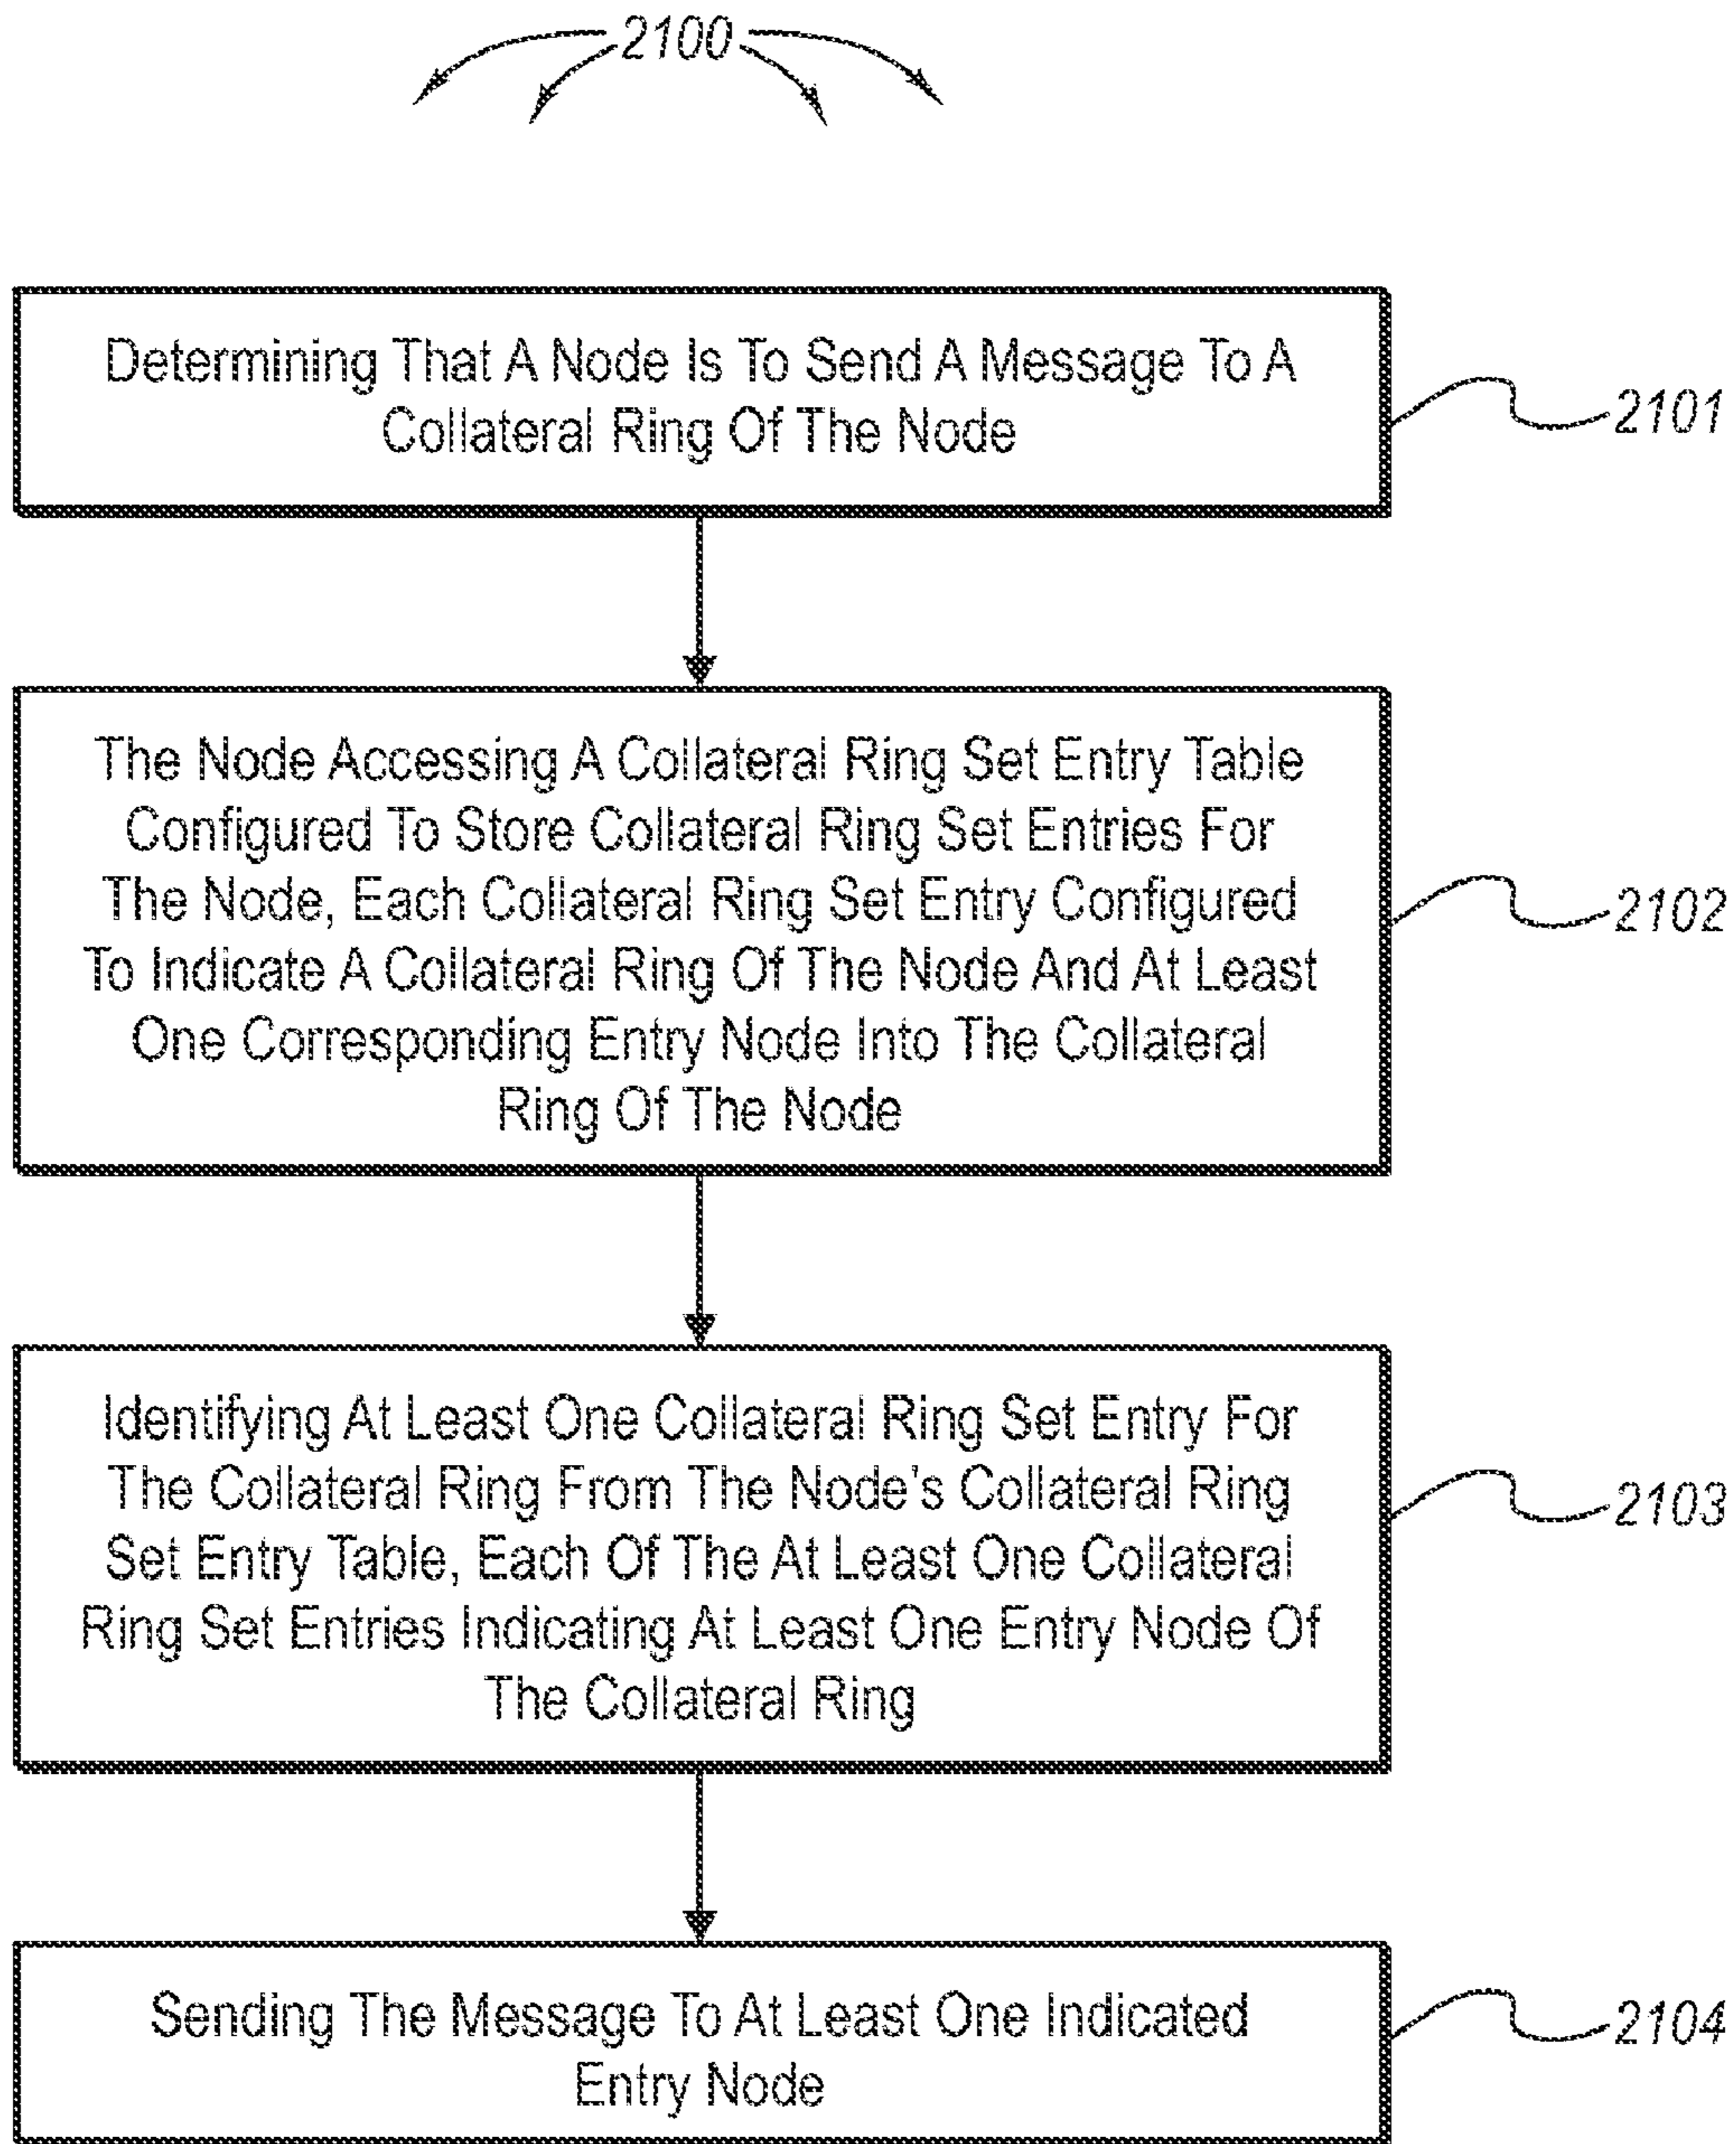 2100
Determining That A Node Is To Send A Message To A
Collateral Ring Of The Node
2101
The Node Accessing A Collateral Ring Set Entry Table
Configured To Store Collateral Ring Set Entries For
The Node, Each Collateral Ring Set Entry Configured
To Indicate A Collateral Ring Of The Node And At Least
One Corresponding Entry Node Into The Collateral
Ring Of The Node
2102
Identifying At Least One Collateral Ring Set Entry For
The Collateral Ring From The Node's Collateral Ring
Set Entry Table, Each Of The At Least One Collateral
Ring Set Entries Indicating At Least One Entry Node Of
The Collateral Ring
2103
Sending The Message To At Least One Indicated
Entry Node
2104